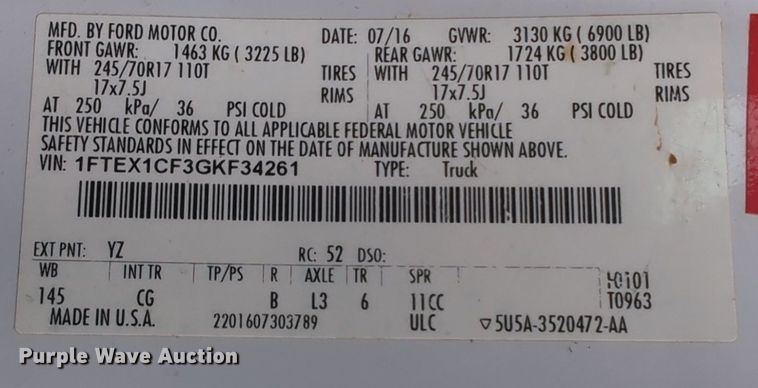 MFD. BY FORD MOTOR CO. DATE: 07/16 GVWR: 3130 KG ( 6900 LB)
FRONT GAWR: 1463 KG ( 3225 LB) REAR GAWR: 1724 KG ( 3800 LB)
WITH 245/70R17 110T TIRES WITH 245/70R17 110T TIRES
17x7.5J RIMS 17x7.5J RIMS
AT 250 kPa/ 36 PSI COLD AT 250 kPa/ 36 PSI COLD
THIS VEHICLE CONFORMS TO ALL APPLICABLE FEDERAL MOTOR VEHICLE
SAFETY STANDARDS IN EFFECT ON THE DATE OF MANUFACTURE SHOWN ABOVE.
VIN: 1FTEX1CF3GKF34261 TYPE: Truck
EXT PNT: YZ RC: 52 DSO:
WB INT TR TP/PS R AXLE TR SPR
145 CG B L3 6 11CC T0963
MADE IN U.S.A. 2201607303789 ULC ▽5U5A-3520472-AA
Purple Wave Auction